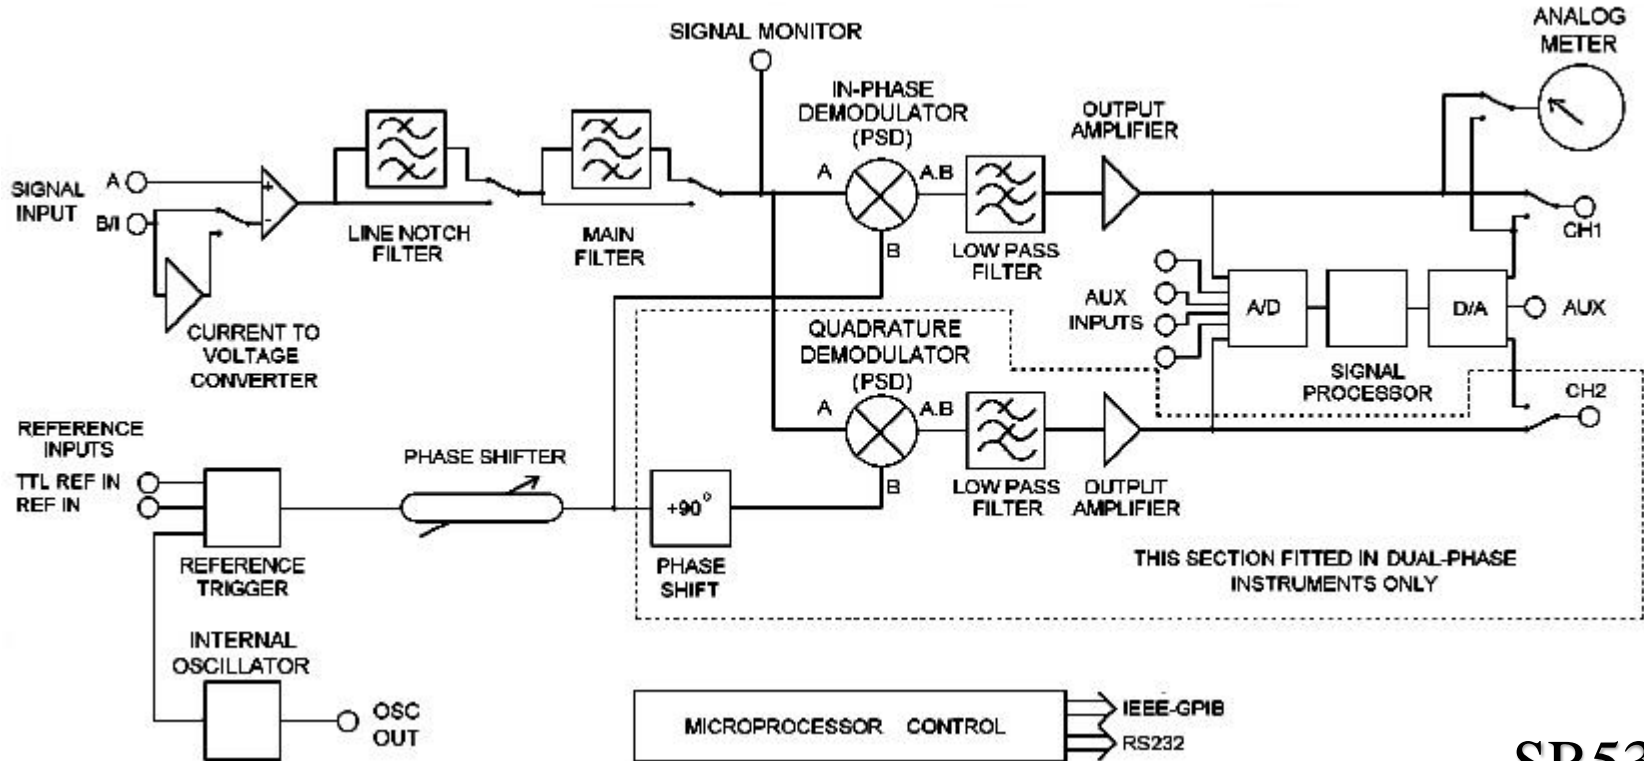 SIGNAL MONITOR
ANALOG
METER
IN-PHASE
DEMODULATOR
(PSD)
OUTPUT
AMPLIFIER
SIGNAL
INPUT
A
B/I
+
-
LINE NOTCH
FILTER
MAIN
FILTER
A
A.B
B
LOW PASS
FILTER
CH1
CURRENT TO
VOLTAGE
CONVERTER
AUX
INPUTS
A/D
SIGNAL
PROCESSOR
D/A
AUX
QUADRATURE
DEMODULATOR
(PSD)
A
A.B
B
LOW PASS
FILTER
OUTPUT
AMPLIFIER
CH2
REFERENCE
INPUTS
TTL REF IN
REF IN
REFERENCE
TRIGGER
PHASE SHIFTER
+90°
PHASE
SHIFT
THIS SECTION FITTED IN DUAL-PHASE
INSTRUMENTS ONLY
INTERNAL
OSCILLATOR
OSC
OUT
MICROPROCESSOR CONTROL
IEEE-GPIB
RS232